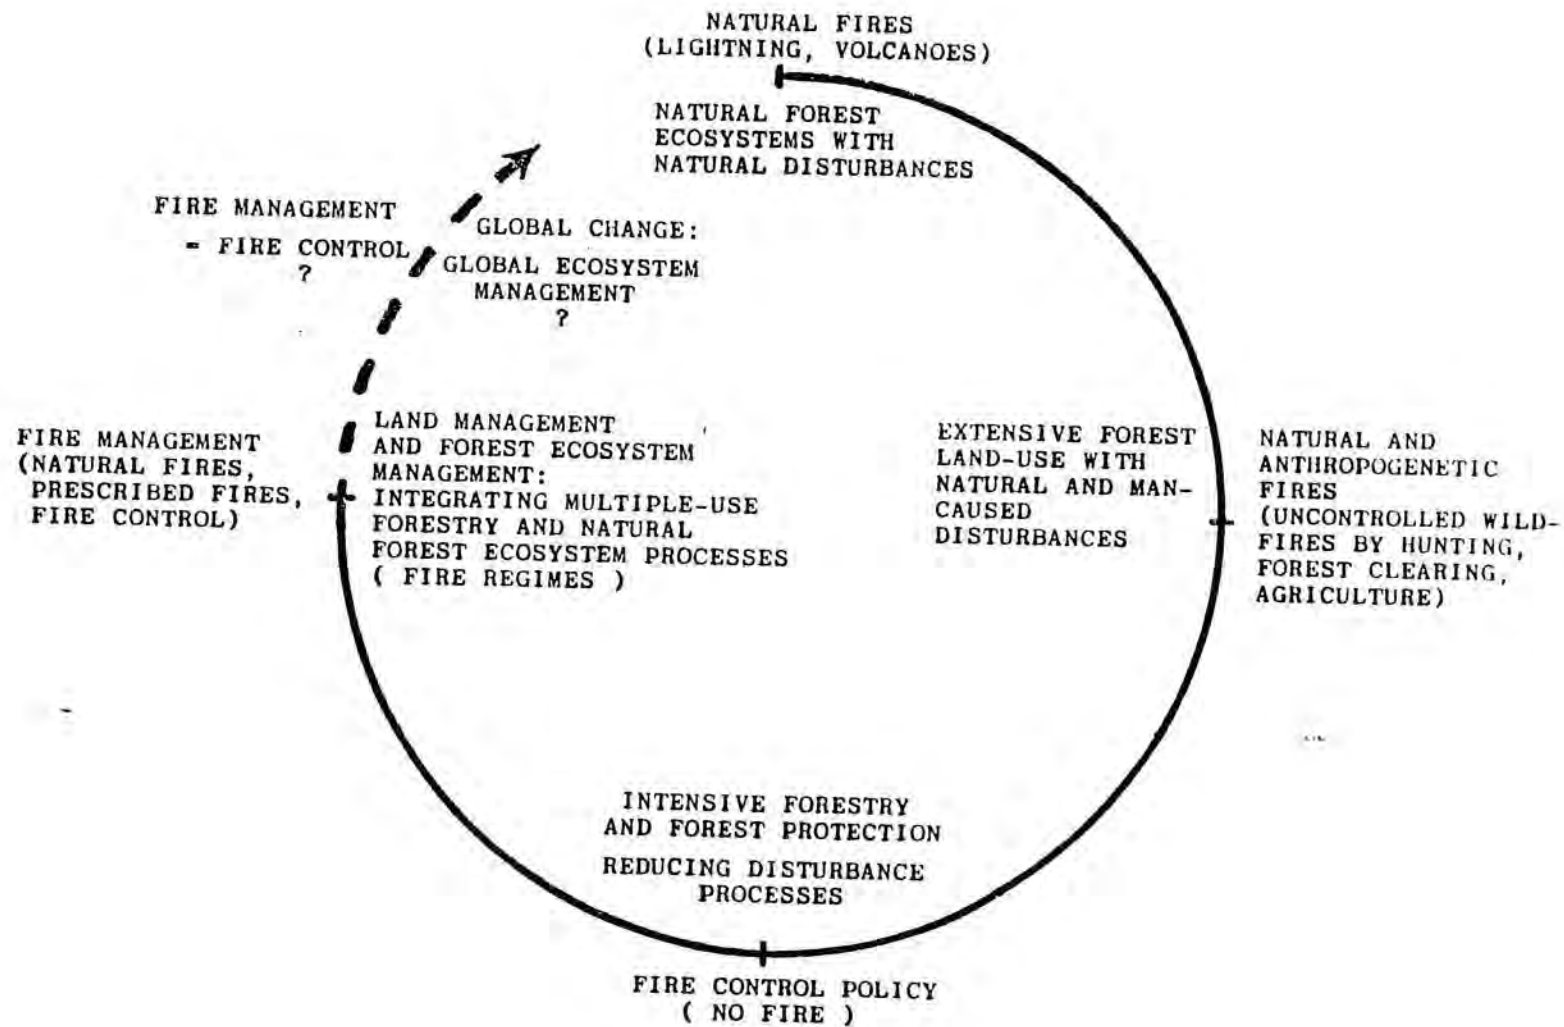 NATURAL FIRES
(LIGHTNING, VOLCANOES)
NATURAL FOREST
ECOSYSTEMS WITH
NATURAL DISTURBANCES
FIRE MANAGEMENT
= FIRE CONTROL
?
GLOBAL CHANGE:
GLOBAL ECOSYSTEM
MANAGEMENT
?
FIRE MANAGEMENT
(NATURAL FIRES,
PRESCRIBED FIRES,
FIRE CONTROL)
LAND MANAGEMENT
AND FOREST ECOSYSTEM
MANAGEMENT:
INTEGRATING MULTIPLE-USE
FORESTRY AND NATURAL
FOREST ECOSYSTEM PROCESSES
( FIRE REGIMES )
EXTENSIVE FOREST
LAND-USE WITH
NATURAL AND MAN-
CAUSED
DISTURBANCES
NATURAL AND
ANTHROPOGENETIC
FIRES
(UNCONTROLLED WILD-
FIRES BY HUNTING,
FOREST CLEARING,
AGRICULTURE)
INTENSIVE FORESTRY
AND FOREST PROTECTION
REDUCING DISTURBANCE
PROCESSES
FIRE CONTROL POLICY
( NO FIRE )